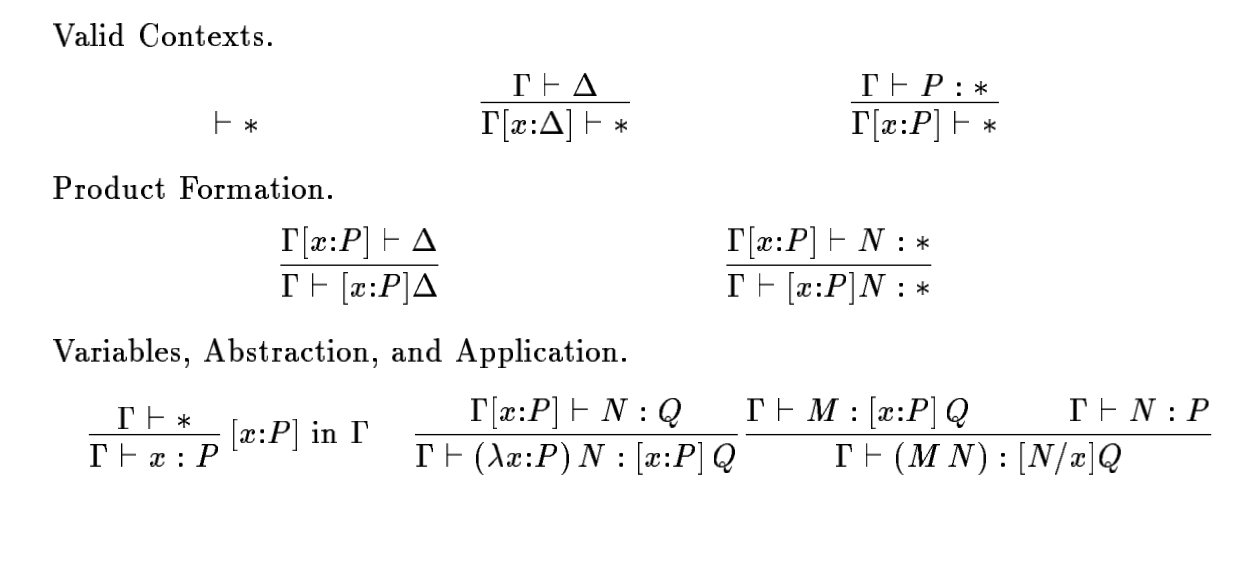 Valid Contexts.
Γ ⊢ Δ Γ ⊢ P : *
⊢ * Γ[x:Δ] ⊢ * Γ[x:P] ⊢ *
Product Formation.
Γ[x:P] ⊢ Δ Γ[x:P] ⊢ N : *
Γ ⊢ [x:P]Δ Γ ⊢ [x:P]N : *
Variables, Abstraction, and Application.
Γ ⊢ * Γ[x:P] ⊢ N : Q Γ ⊢ M : [x:P] Q Γ ⊢ N : P
Γ ⊢ x : P [x:P] in Γ Γ ⊢ (λx:P) N : [x:P] Q Γ ⊢ (M N) : [N/x]Q